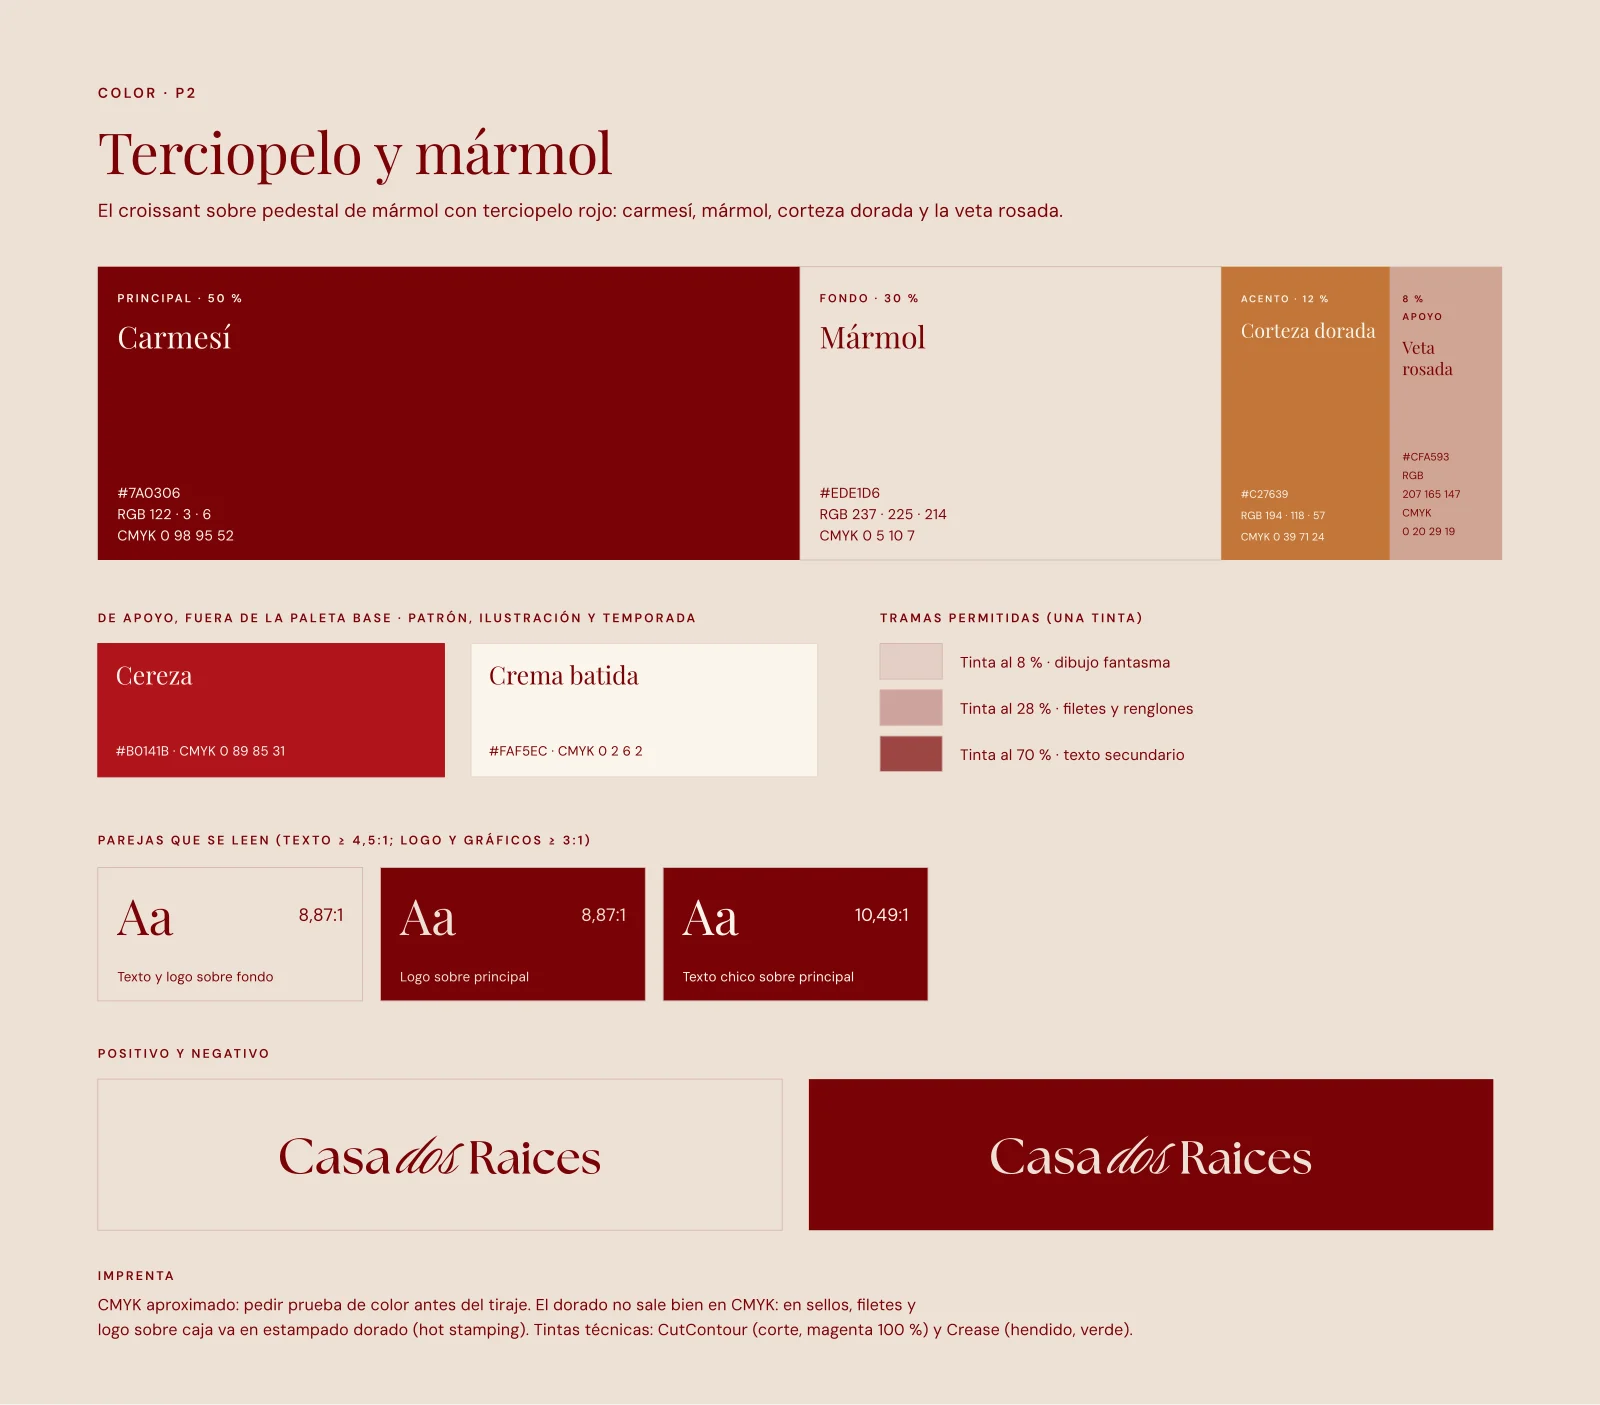 COLOR · P2
Terciopelo y mármol
El croissant sobre pedestal de mármol con terciopelo rojo: carmesí, mármol, corteza dorada y la veta rosada.
PRINCIPAL · 50 %
Carmesí
#7A0306
RGB 122 · 3 · 6
CMYK 0 98 95 52
FONDO · 30 %
Mármol
#EDE1D6
RGB 237 · 225 · 214
CMYK 0 5 10 7
ACENTO · 12 %
Corteza dorada
#C27639
RGB 194 · 118 · 57
CMYK 0 39 71 24
8 %
APOYO
Veta
rosada
#CFA593
RGB
207 165 147
CMYK
0 20 29 19
DE APOYO, FUERA DE LA PALETA BASE · PATRÓN, ILUSTRACIÓN Y TEMPORADA
Cereza
#B0141B · CMYK 0 89 85 31
Crema batida
#FAF5EC · CMYK 0 2 6 2
TRAMAS PERMITIDAS (UNA TINTA)
Tinta al 8 % · dibujo fantasma
Tinta al 28 % · filetes y renglones
Tinta al 70 % · texto secundario
PAREJAS QUE SE LEEN (TEXTO ≥ 4,5:1; LOGO Y GRÁFICOS ≥ 3:1)
Aa 8,87:1
Texto y logo sobre fondo
Aa 8,87:1
Logo sobre principal
Aa 10,49:1
Texto chico sobre principal
POSITIVO Y NEGATIVO
Casa dos Raices
Casa dos Raices
IMPRENTA
CMYK aproximado: pedir prueba de color antes del tiraje. El dorado no sale bien en CMYK: en sellos, filetes y
logo sobre caja va en estampado dorado (hot stamping). Tintas técnicas: CutContour (corte, magenta 100 %) y Crease (hendido, verde).